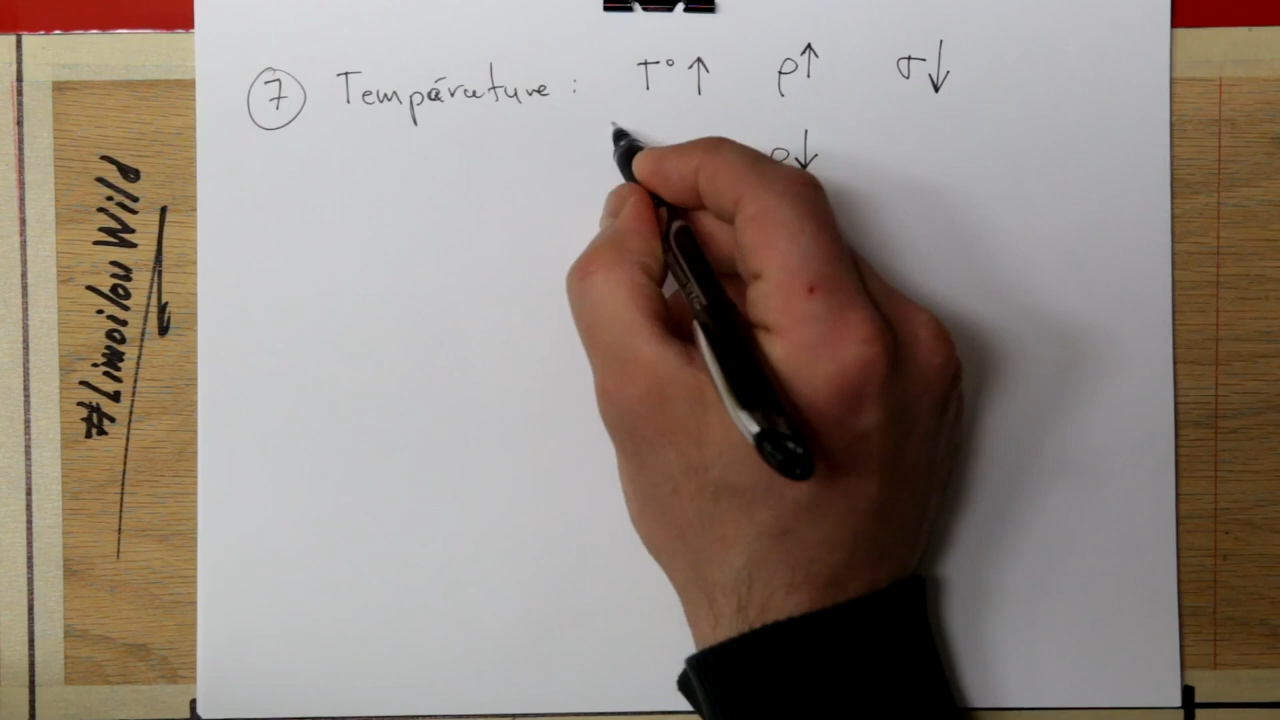 ⑦ Température : T° ↑ ρ ↑ σ ↓
ρ ↓
#Limoilou Wild